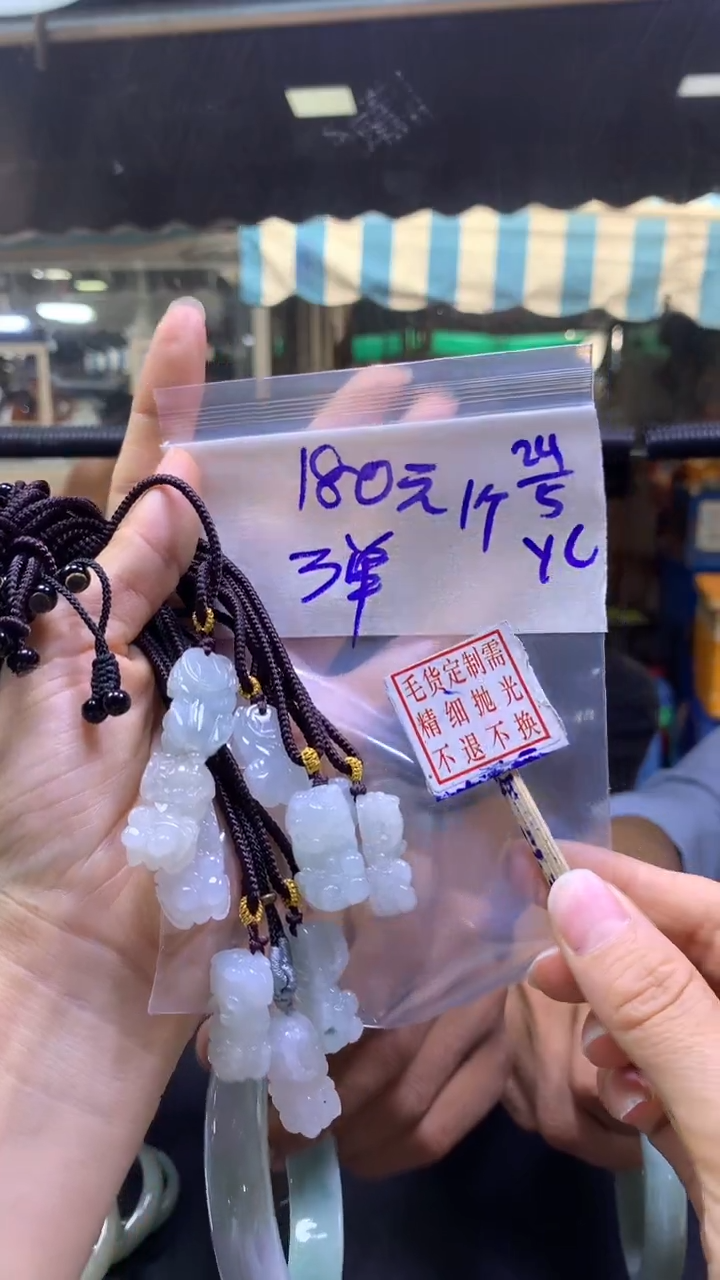 180元1个
24/5
3单
YC
毛货定制需
精细抛光
不退不换